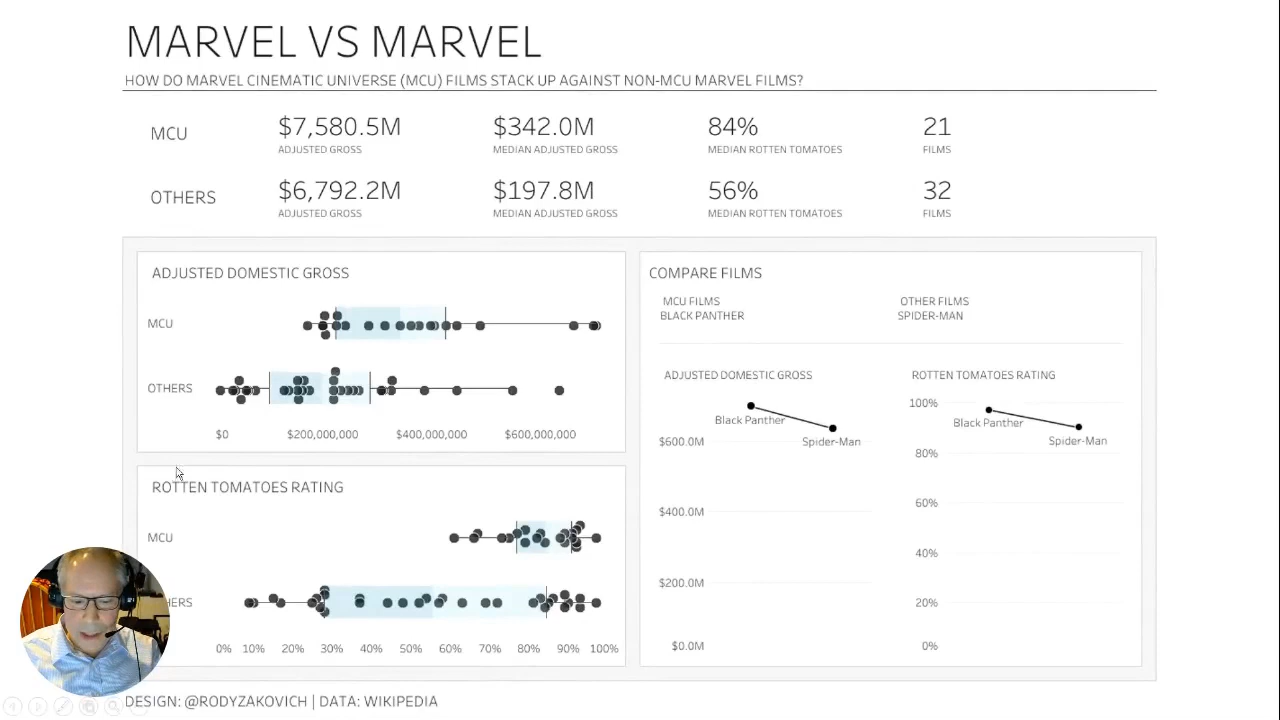 MARVEL VS MARVEL
HOW DO MARVEL CINEMATIC UNIVERSE (MCU) FILMS STACK UP AGAINST NON-MCU MARVEL FILMS?
MCU
$7,580.5M
ADJUSTED GROSS
$342.0M
MEDIAN ADJUSTED GROSS
84%
MEDIAN ROTTEN TOMATOES
21
FILMS
OTHERS
$6,792.2M
ADJUSTED GROSS
$197.8M
MEDIAN ADJUSTED GROSS
56%
MEDIAN ROTTEN TOMATOES
32
FILMS
ADJUSTED DOMESTIC GROSS
MCU
OTHERS
$0 $200,000,000 $400,000,000 $600,000,000
ROTTEN TOMATOES RATING
MCU
HERS
0% 10% 20% 30% 40% 50% 60% 70% 80% 90% 100%
COMPARE FILMS
MCU FILMS
BLACK PANTHER
OTHER FILMS
SPIDER-MAN
ADJUSTED DOMESTIC GROSS
Black Panther
Spider-Man
$600.0M
$400.0M
$200.0M
$0.0M
ROTTEN TOMATOES RATING
100%
Black Panther
Spider-Man
80%
60%
40%
20%
0%
DESIGN: @RODYZAKOVICH | DATA: WIKIPEDIA